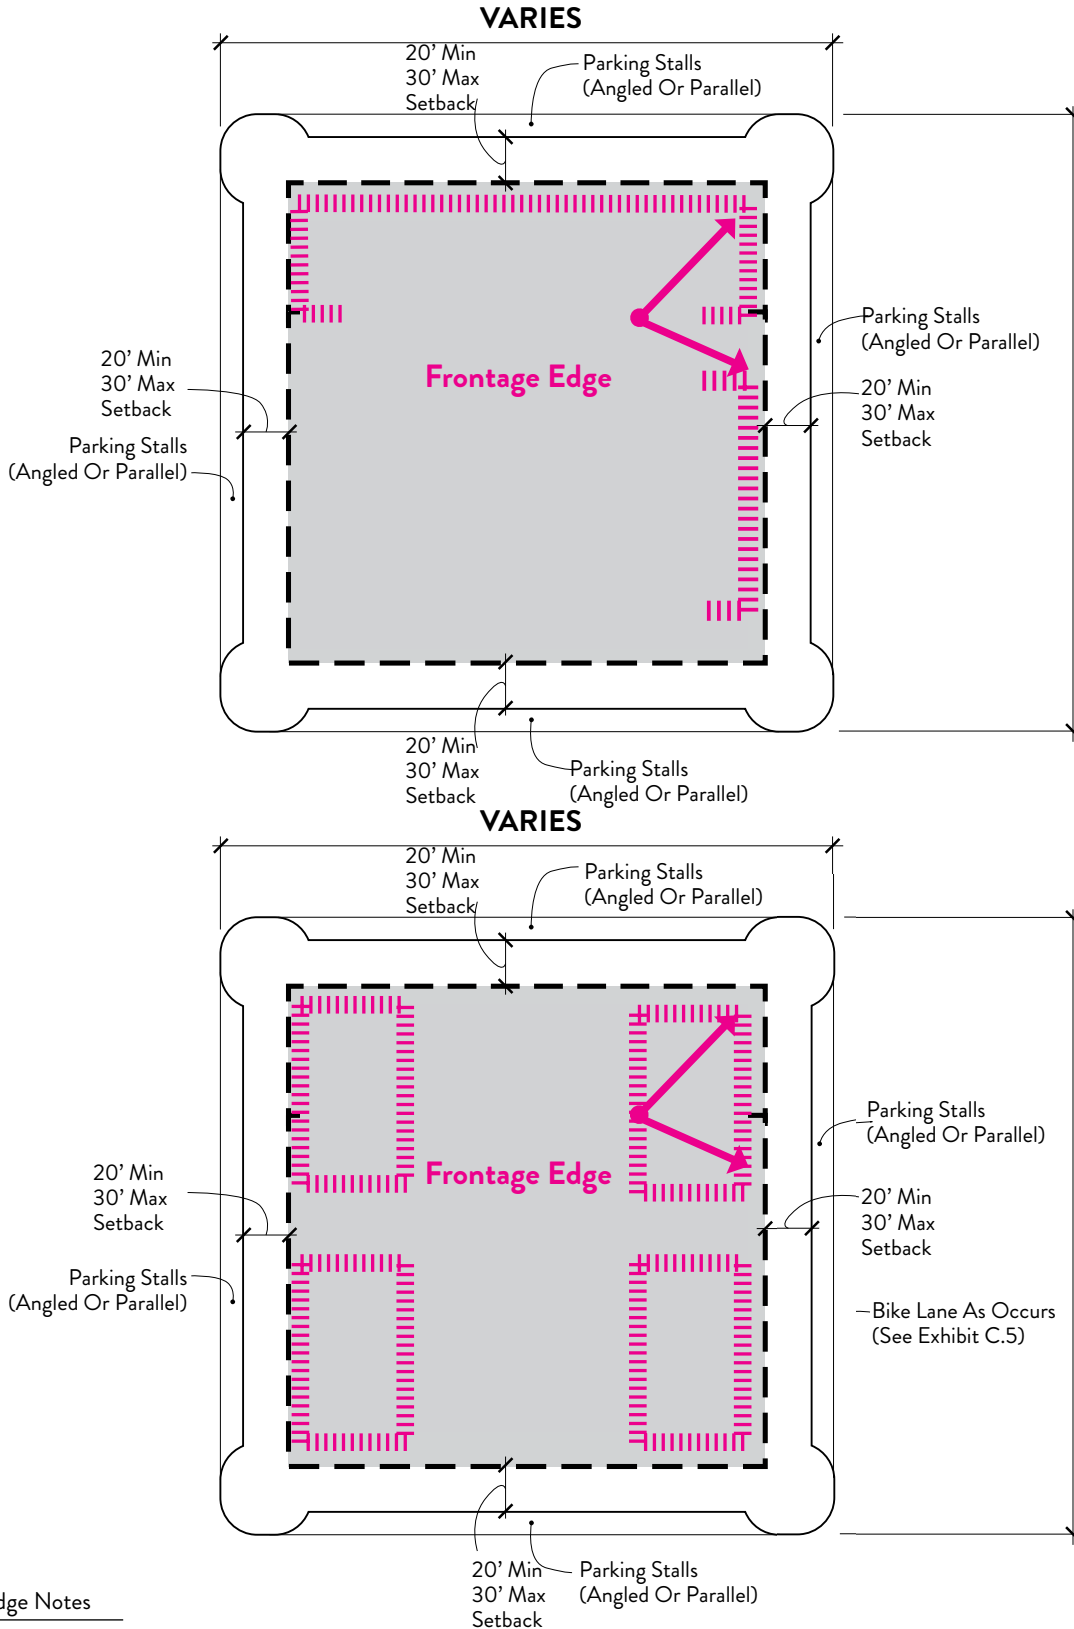 VARIES
20' Min
30' Max
Setback
Parking Stalls
(Angled Or Parallel)
Parking Stalls
(Angled Or Parallel)
20' Min
30' Max
Setback
Frontage Edge
20' Min
30' Max
Setback
Parking Stalls
(Angled Or Parallel)
20' Min
30' Max
Setback
Parking Stalls
(Angled Or Parallel)
VARIES
20' Min
30' Max
Setback
Parking Stalls
(Angled Or Parallel)
Parking Stalls
(Angled Or Parallel)
20' Min
30' Max
Setback
Frontage Edge
20' Min
30' Max
Setback
Parking Stalls
(Angled Or Parallel)
Bike Lane As Occurs
(See Exhibit C.5)
20' Min
30' Max
Setback
Parking Stalls
(Angled Or Parallel)
dge Notes